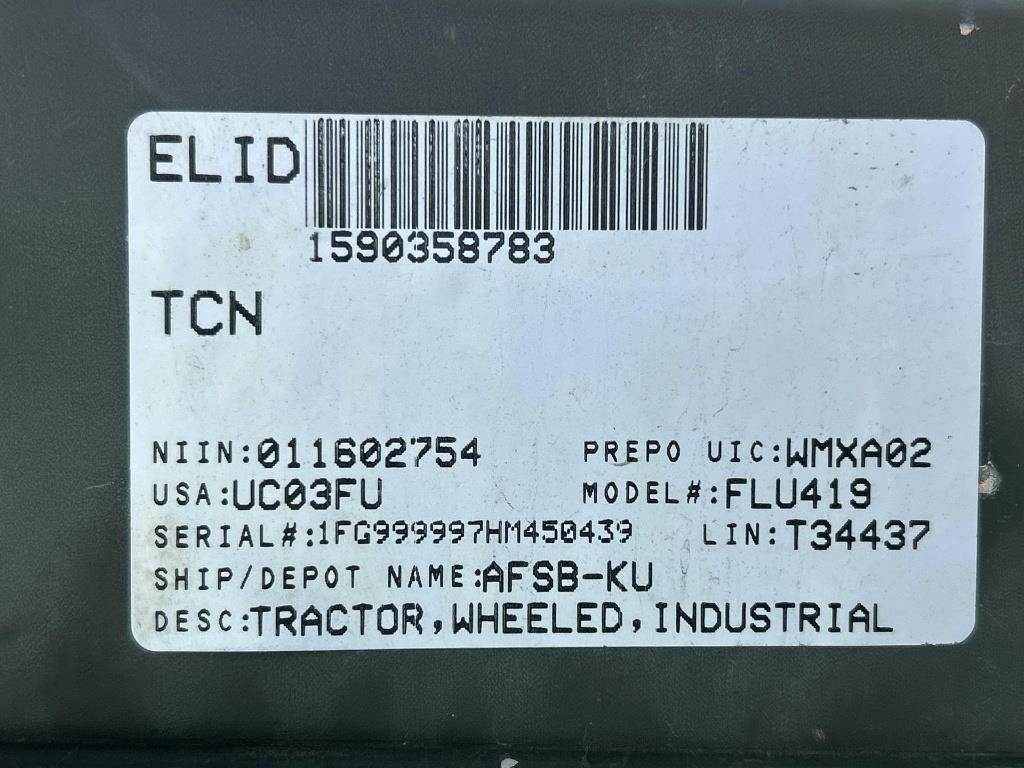 ELID
1590358783
TCN
NIIN:011602754 PREPO UIC:WMXA02
USA:UC03FU MODEL#:FLU419
SERIAL#:1FG999997HM450439 LIN:T34437
SHIP/DEPOT NAME:AFSB-KU
DESC:TRACTOR,WHEELED,INDUSTRIAL